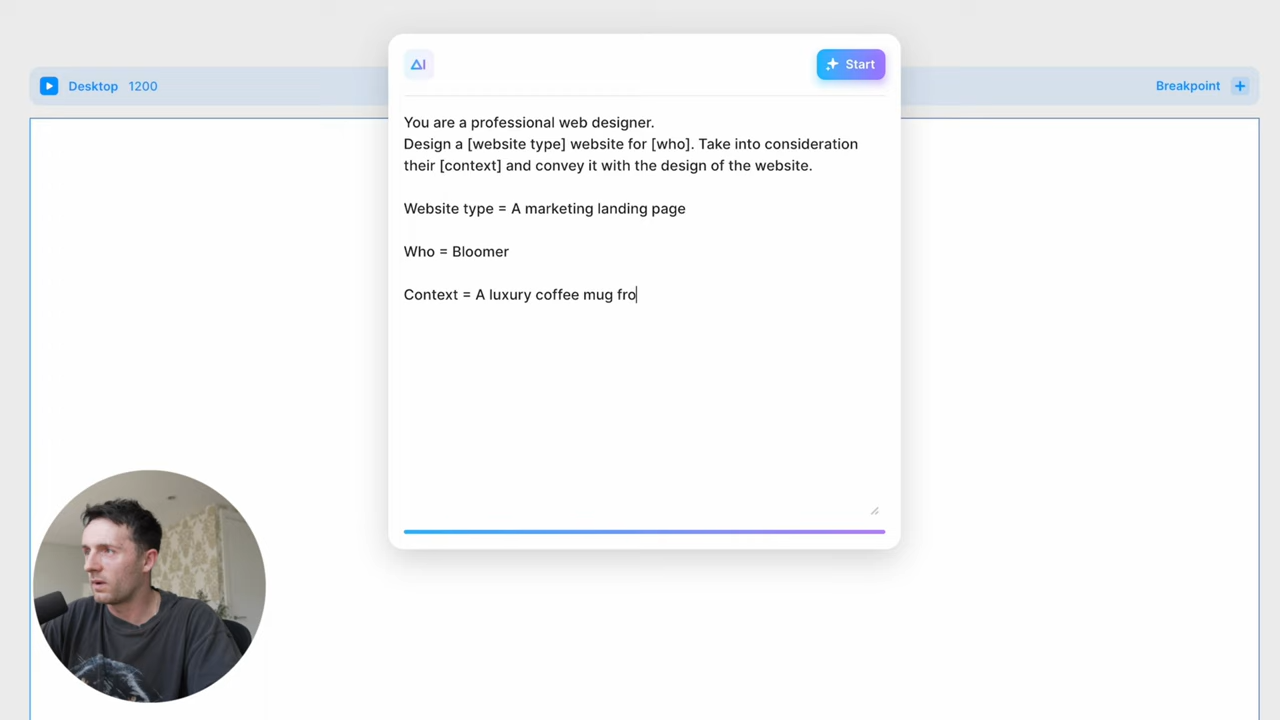 AI
Start
Desktop 1200
Breakpoint +
You are a professional web designer.
Design a [website type] website for [who]. Take into consideration
their [context] and convey it with the design of the website.
Website type = A marketing landing page
Who = Bloomer
Context = A luxury coffee mug fro